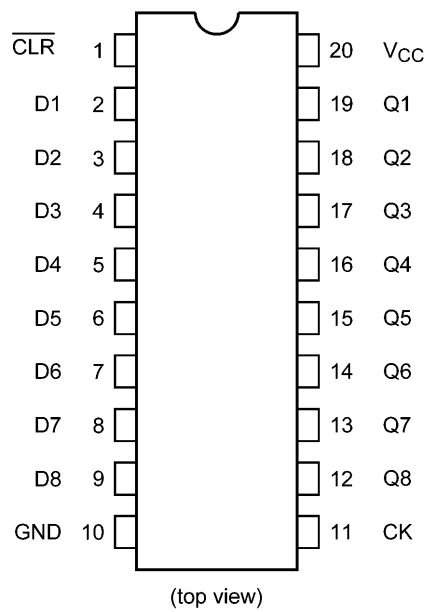 CLR 1 20 VCC
D1 2 19 Q1
D2 3 18 Q2
D3 4 17 Q3
D4 5 16 Q4
D5 6 15 Q5
D6 7 14 Q6
D7 8 13 Q7
D8 9 12 Q8
GND 10 11 CK
(top view)